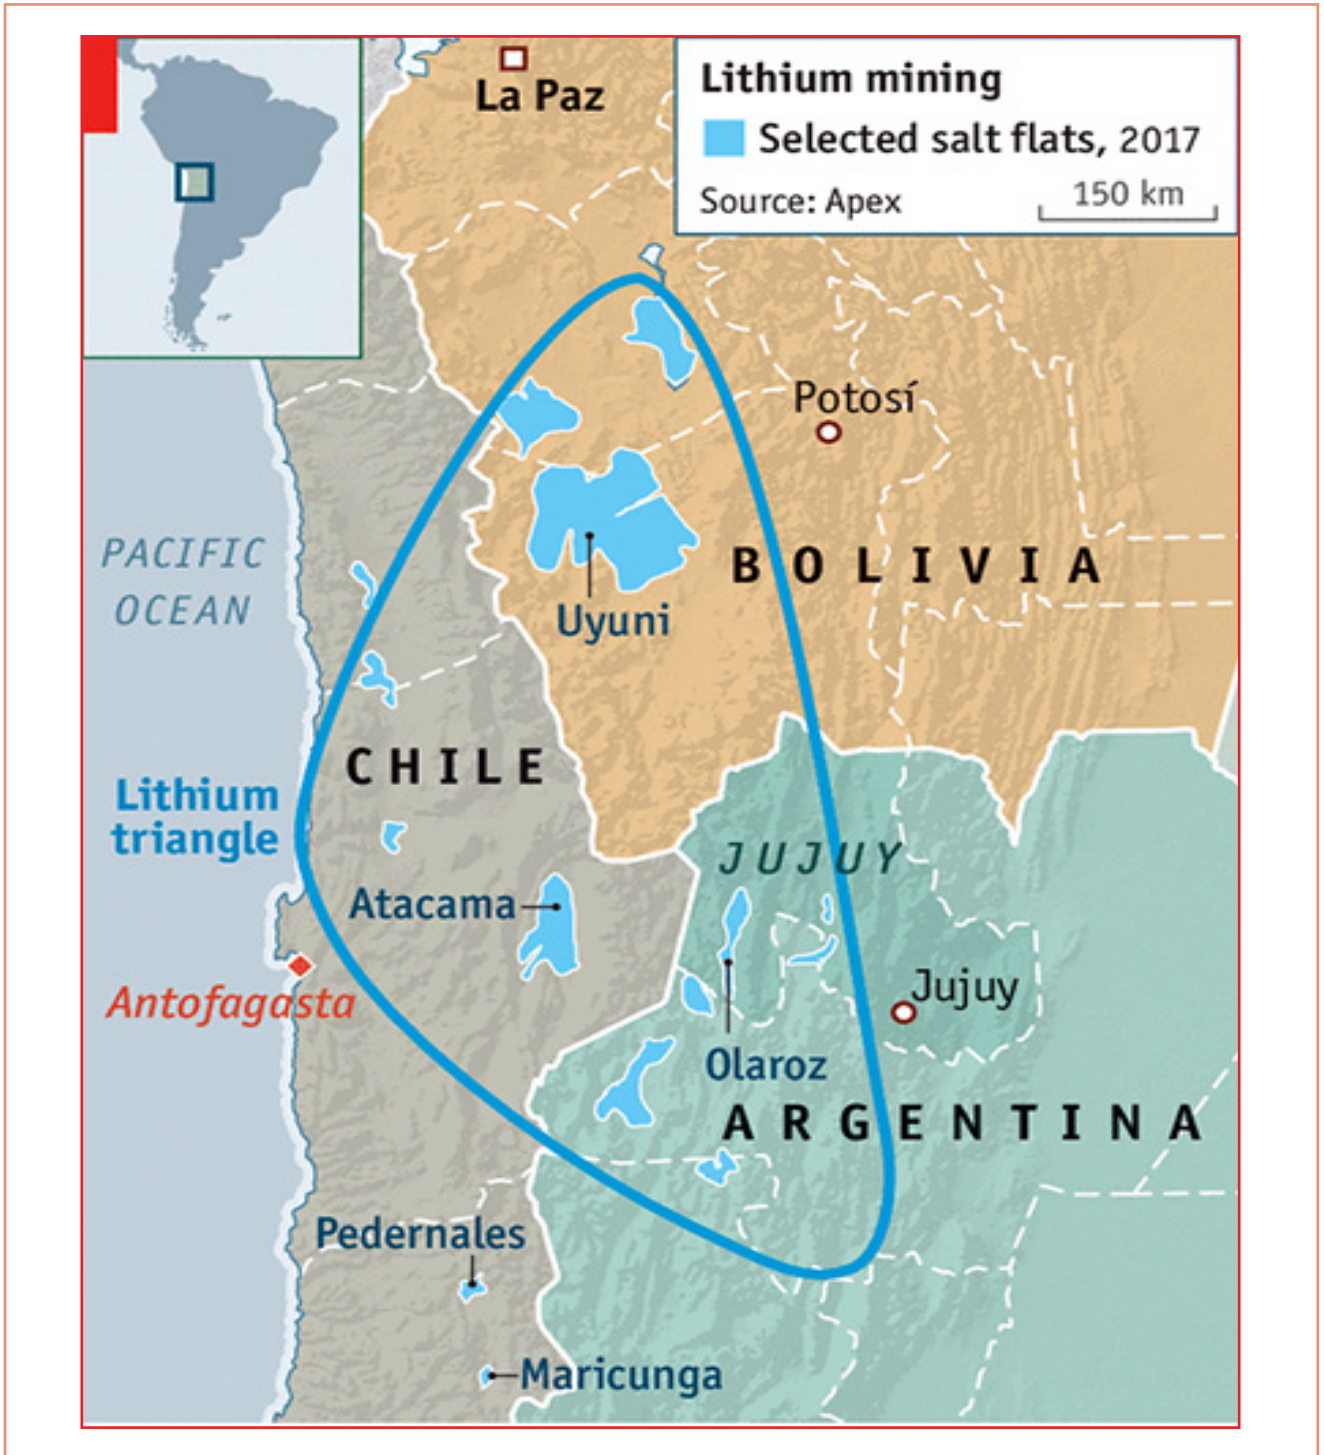 La Paz
Lithium mining
Selected salt flats, 2017
Source: Apex
150 km
Potosí
PACIFIC
OCEAN
BOLIVIA
Uyuni
CHILE
Lithium
triangle
JUJUY
Atacama
Antofagasta
Jujuy
Olaroz
ARGENTINA
Pedernales
Maricunga